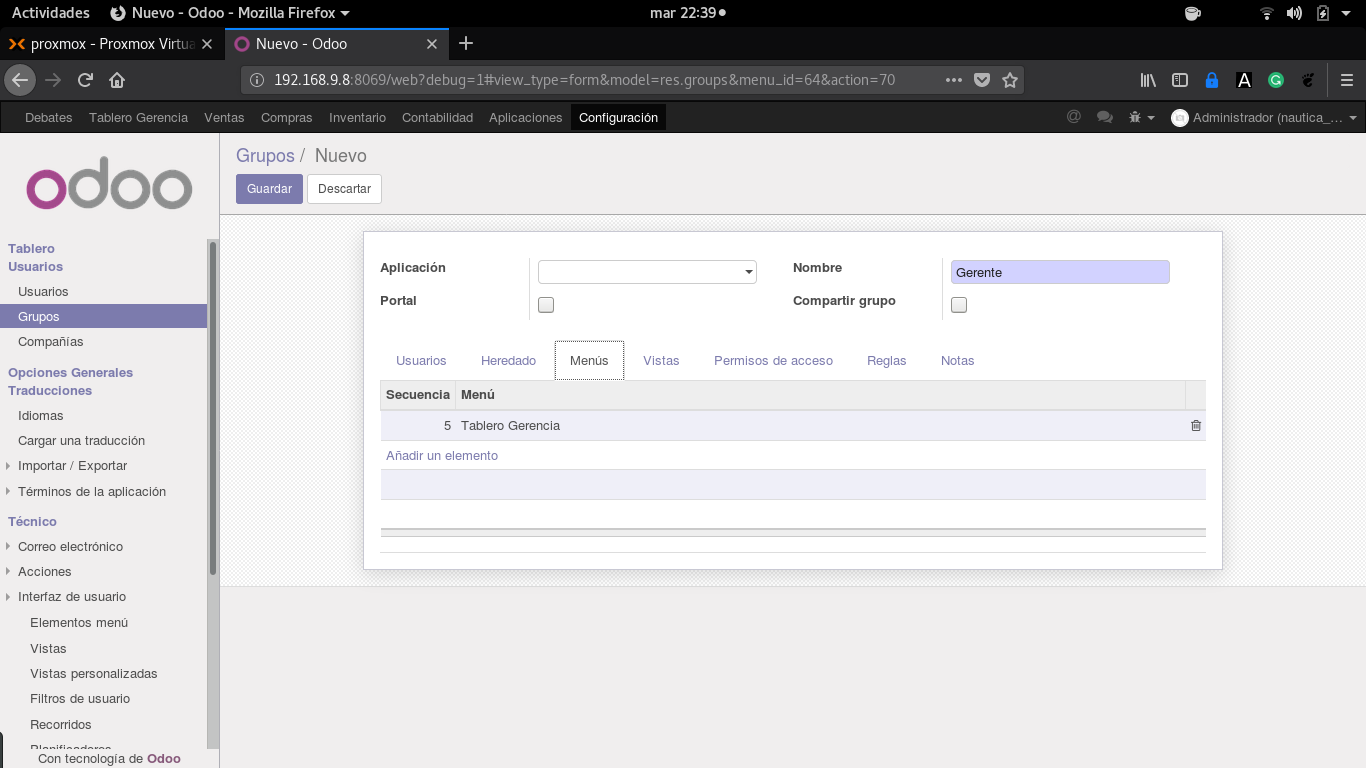 Actividades Nuevo - Odoo - Mozilla Firefox mar 22:39
proxmox - Proxmox Virtua Nuevo - Odoo
192.168.9.8:8069/web?debug=1#view_type=form&model=res.groups&menu_id=64&action=70
Debates Tablero Gerencia Ventas Compras Inventario Contabilidad Aplicaciones Configuración @ Administrador (nautica_...
odoo
Tablero
Usuarios
Usuarios
Grupos
Compañías
Opciones Generales
Traducciones
Idiomas
Cargar una traducción
Importar / Exportar
Términos de la aplicación
Técnico
Correo electrónico
Acciones
Interfaz de usuario
Elementos menú
Vistas
Vistas personalizadas
Filtros de usuario
Recorridos
Planificadores
Con tecnología de Odoo
Grupos / Nuevo
Guardar Descartar
Aplicación Nombre Gerente
Portal Compartir grupo
Usuarios Heredado Menús Vistas Permisos de acceso Reglas Notas
Secuencia Menú
5 Tablero Gerencia
Añadir un elemento